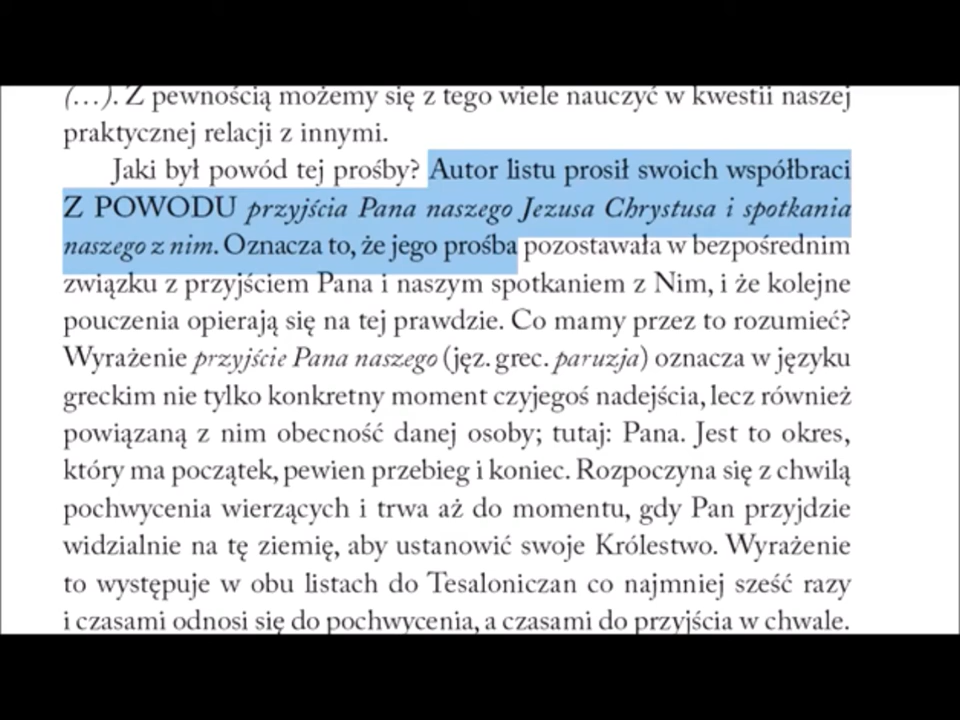 (…). Z pewnością możemy się z tego wiele nauczyć w kwestii naszej
praktycznej relacji z innymi.
Jaki był powód tej prośby? Autor listu prosił swoich współbraci
Z POWODU przyjścia Pana naszego Jezusa Chrystusa i spotkania
naszego z nim. Oznacza to, że jego prośba pozostawała w bezpośrednim
związku z przyjściem Pana i naszym spotkaniem z Nim, i że kolejne
pouczenia opierają się na tej prawdzie. Co mamy przez to rozumieć?
Wyrażenie przyjście Pana naszego (jęz. grec. paruzja) oznacza w języku
greckim nie tylko konkretny moment czyjegoś nadejścia, lecz również
powiązaną z nim obecność danej osoby; tutaj: Pana. Jest to okres,
który ma początek, pewien przebieg i koniec. Rozpoczyna się z chwilą
pochwycenia wierzących i trwa aż do momentu, gdy Pan przyjdzie
widzialnie na tę ziemię, aby ustanowić swoje Królestwo. Wyrażenie
to występuje w obu listach do Tesaloniczan co najmniej sześć razy
i czasami odnosi się do pochwycenia, a czasami do przyjścia w chwale.